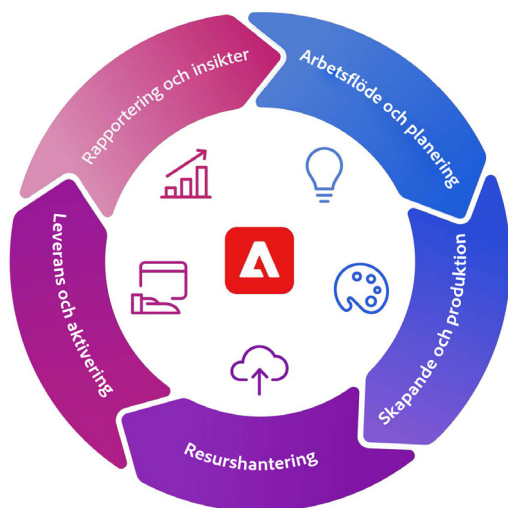 Arbetsflöde och planering
Skapande och produktion
Resurshantering
Leverans och aktivering
Rapportering och insikter